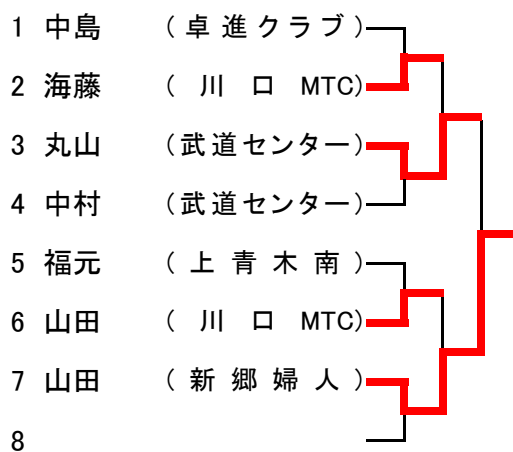 1 中島 (卓進クラブ)
2 海藤 (川口 MTC)
3 丸山 (武道センター)
4 中村 (武道センター)
5 福元 (上青木南)
6 山田 (川口 MTC)
7 山田 (新郷婦人)
8